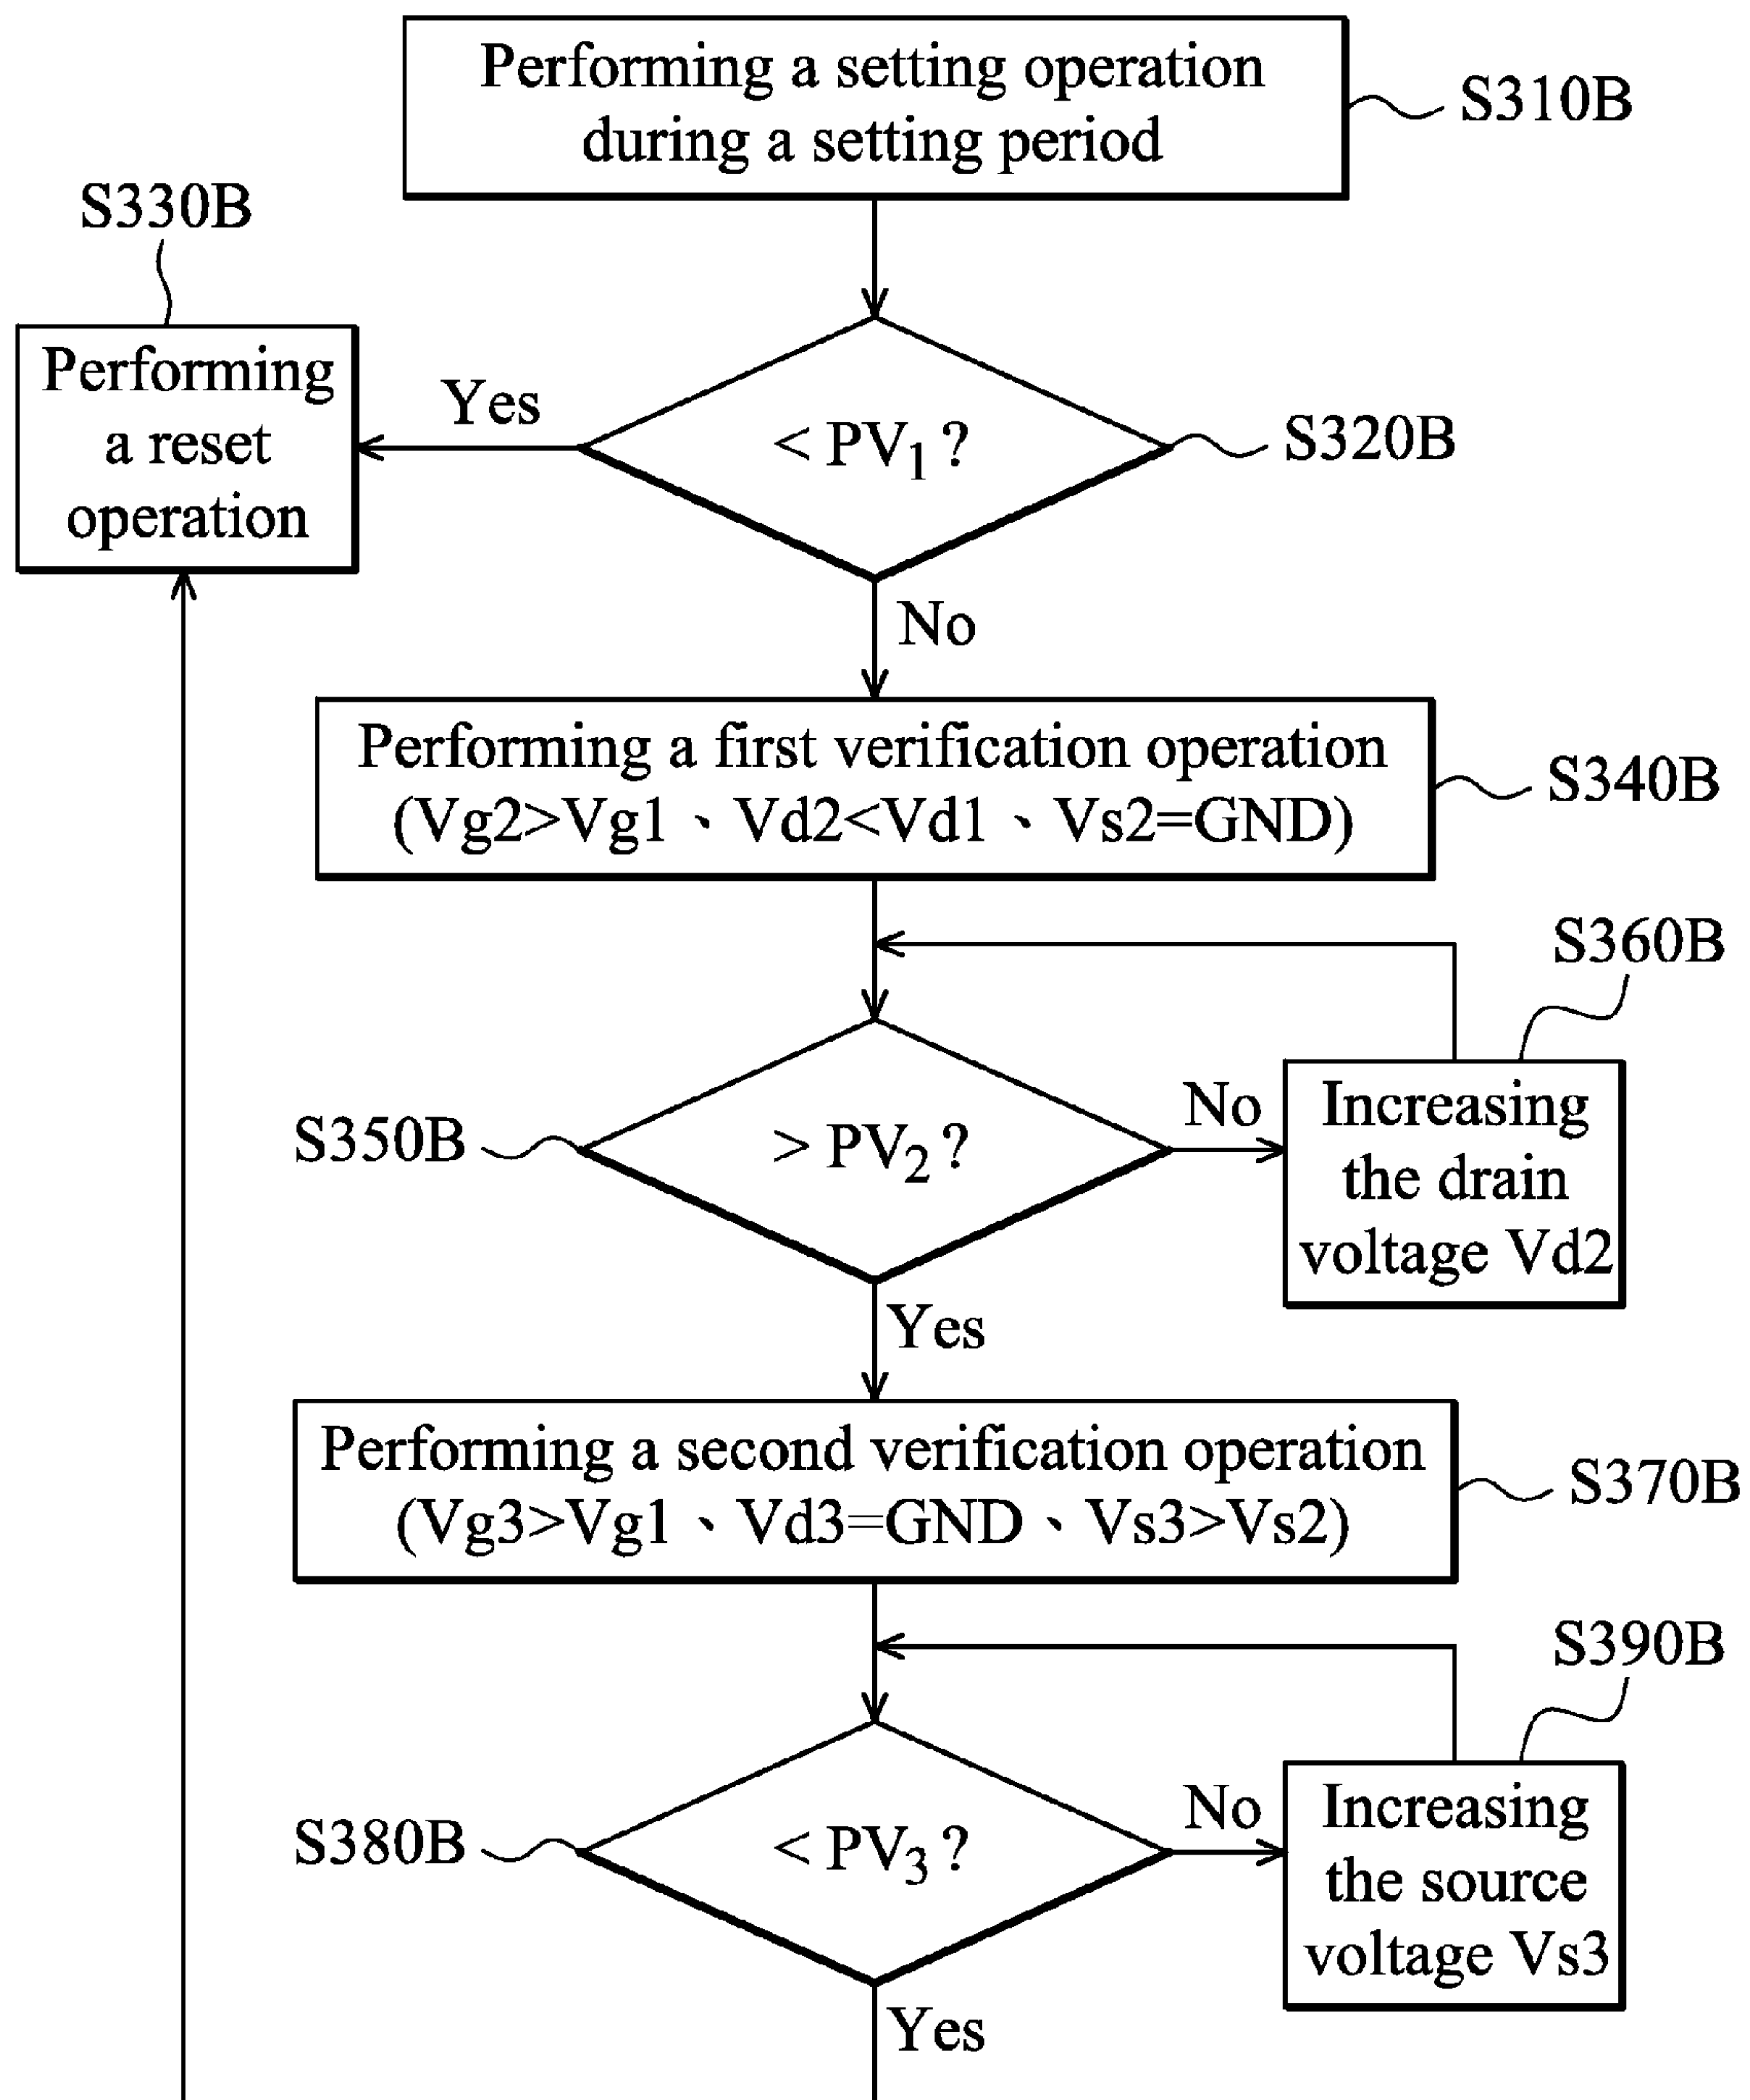 Performing a setting operation
during a setting period
S310B
S330B
Performing
a reset
operation
Yes
< PV₁ ?
S320B
No
Performing a first verification operation
(Vg2>Vg1、Vd2<Vd1、Vs2=GND)
S340B
S360B
S350B
> PV₂ ?
No
Increasing
the drain
voltage Vd2
Yes
Performing a second verification operation
(Vg3>Vg1、Vd3=GND、Vs3>Vs2)
S370B
S390B
S380B
< PV₃ ?
No
Increasing
the source
voltage Vs3
Yes